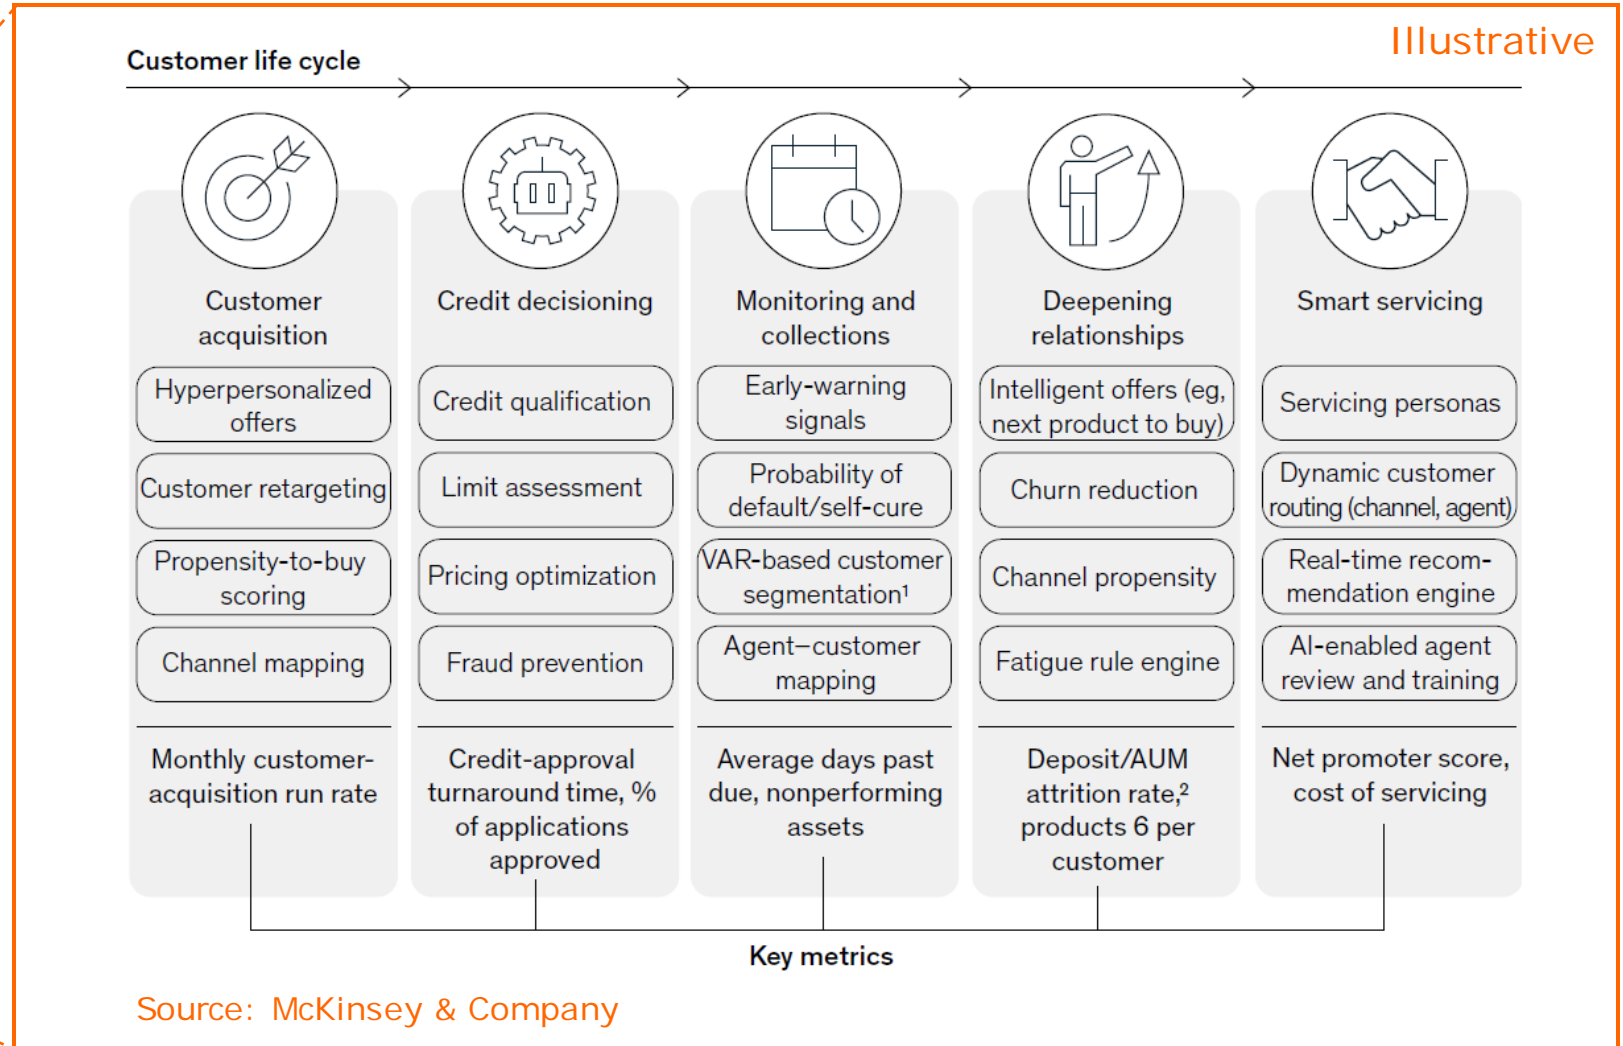 Illustrative
Customer life cycle
Customer
acquisition
Hyperpersonalized
offers
Customer retargeting
Propensity-to-buy
scoring
Channel mapping
Monthly customer-
acquisition run rate
Credit decisioning
Credit qualification
Limit assessment
Pricing optimization
Fraud prevention
Credit-approval
turnaround time, %
of applications
approved
Monitoring and
collections
Early-warning
signals
Probability of
default/self-cure
VAR-based customer
segmentation¹
Agent–customer
mapping
Average days past
due, nonperforming
assets
Deepening
relationships
Intelligent offers (eg,
next product to buy)
Churn reduction
Channel propensity
Fatigue rule engine
Deposit/AUM
attrition rate,²
products 6 per
customer
Smart servicing
Servicing personas
Dynamic customer
routing (channel, agent)
Real-time recom-
mendation engine
AI-enabled agent
review and training
Net promoter score,
cost of servicing
Key metrics
Source: McKinsey & Company